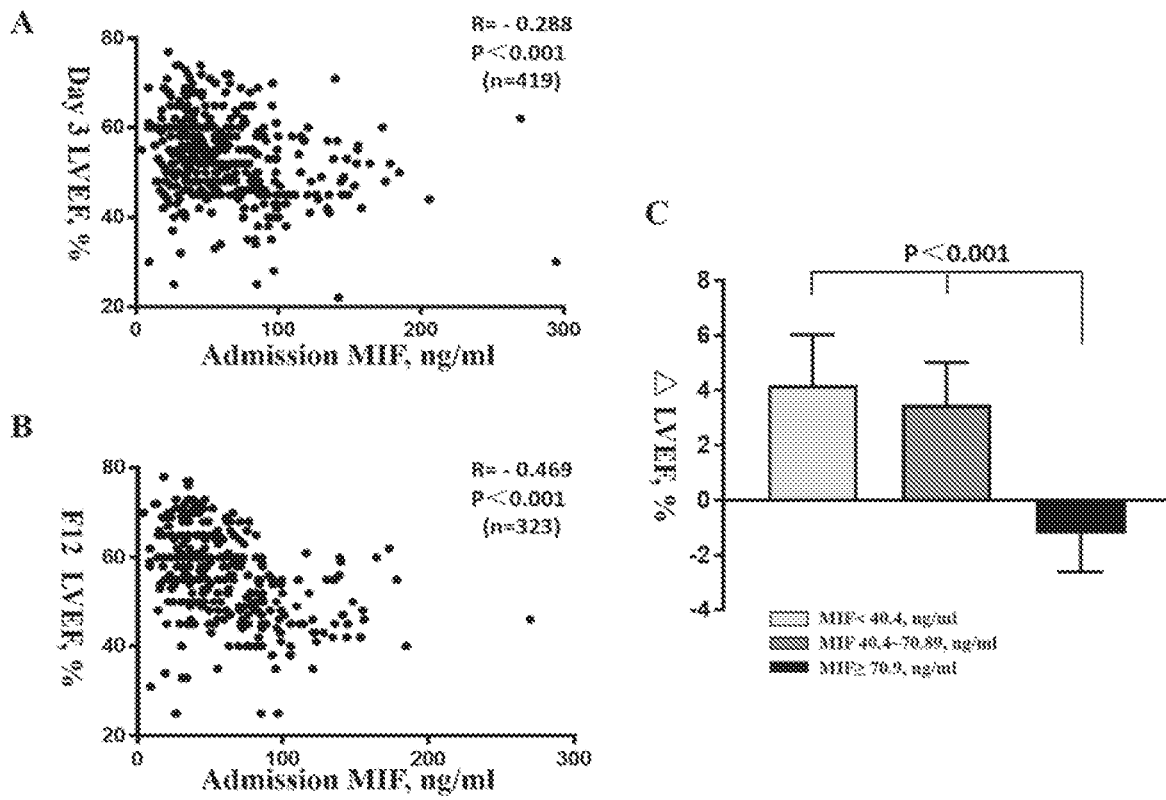 A
R= - 0.288
P<0.001
(n=419)
80
60
40
20
Day 3 LVEF, %
0
100
200
300
Admission MIF, ng/ml
B
R= - 0.469
P<0.001
(n=323)
80
60
40
20
F12 LVEF, %
0
100
200
300
Admission MIF, ng/ml
C
P<0.001
8
6
4
2
0
-2
-4
△ LVEF, %
MIF< 40.4, ng/ml
MIF 40.4~70.89, ng/ml
MIF≥ 70.9, ng/ml